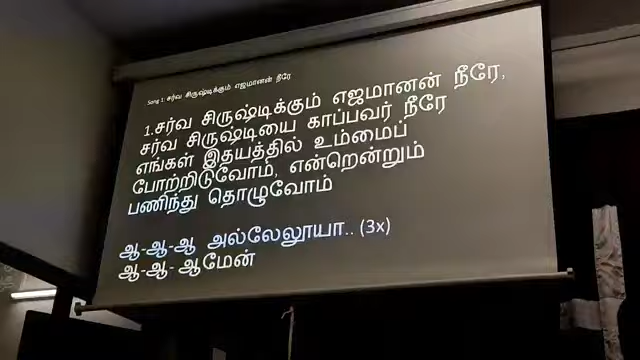 Song 1: சர்வ சிருஷ்டிக்கும் எஜமானன் நீரே
1.சர்வ சிருஷ்டிக்கும் எஜமானன் நீரே,
சர்வ சிருஷ்டியை காப்பவர் நீரே
எங்கள் இதயத்தில் உம்மைப்
போற்றிடுவோம், என்றென்றும்
பணிந்து தொழுவோம்
ஆ-ஆ-ஆ அல்லேலூயா.. (3x)
ஆ-ஆ- ஆமேன்